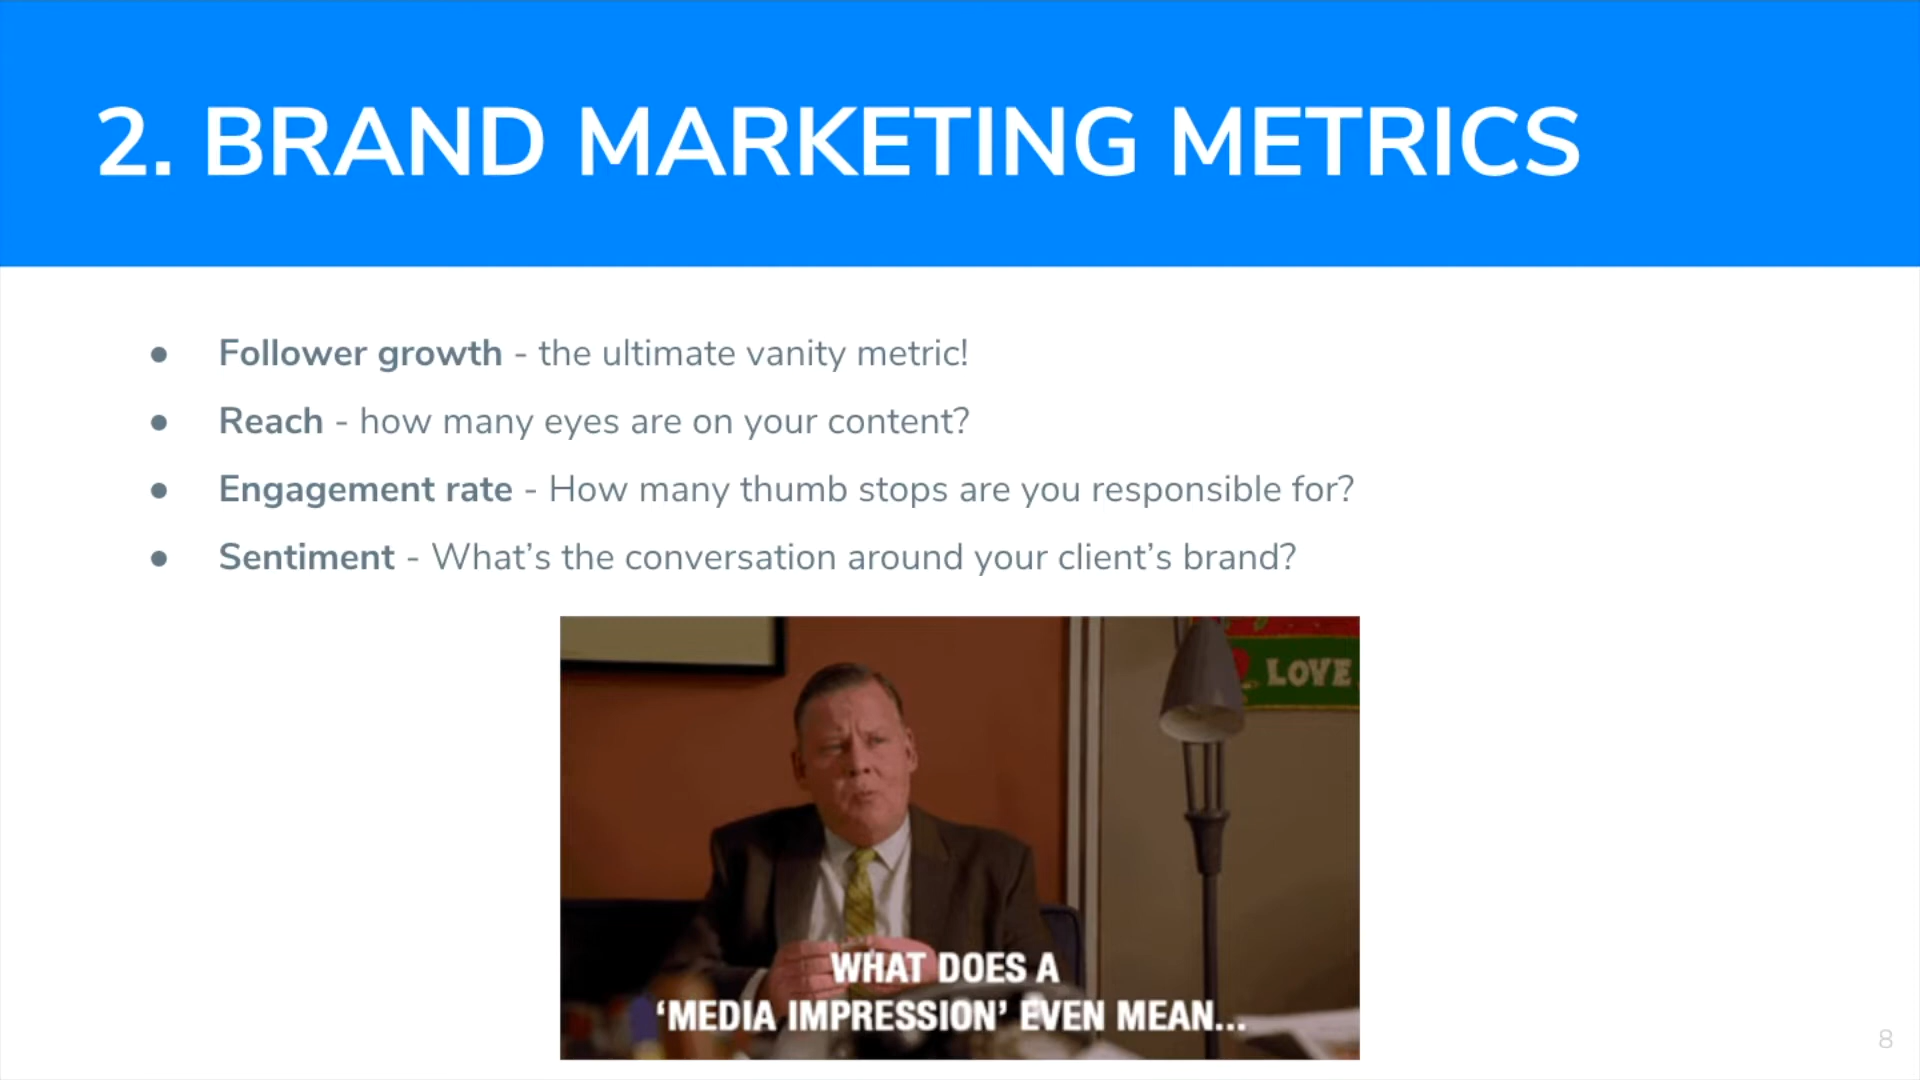 2. BRAND MARKETING METRICS
● Follower growth - the ultimate vanity metric!
● Reach - how many eyes are on your content?
● Engagement rate - How many thumb stops are you responsible for?
● Sentiment - What’s the conversation around your client’s brand?
LOVE
WHAT DOES A
‘MEDIA IMPRESSION’ EVEN MEAN...
8